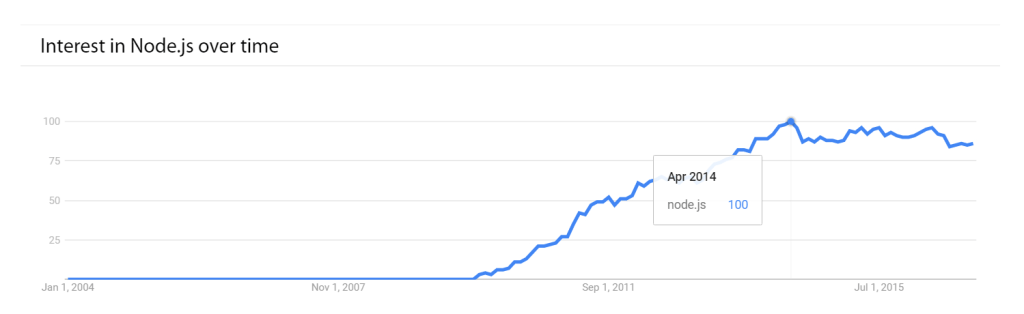 Interest in Node.js over time
100
75
50
25
Apr 2014
node.js 100
Jan 1, 2004 Nov 1, 2007 Sep 1, 2011 Jul 1, 2015